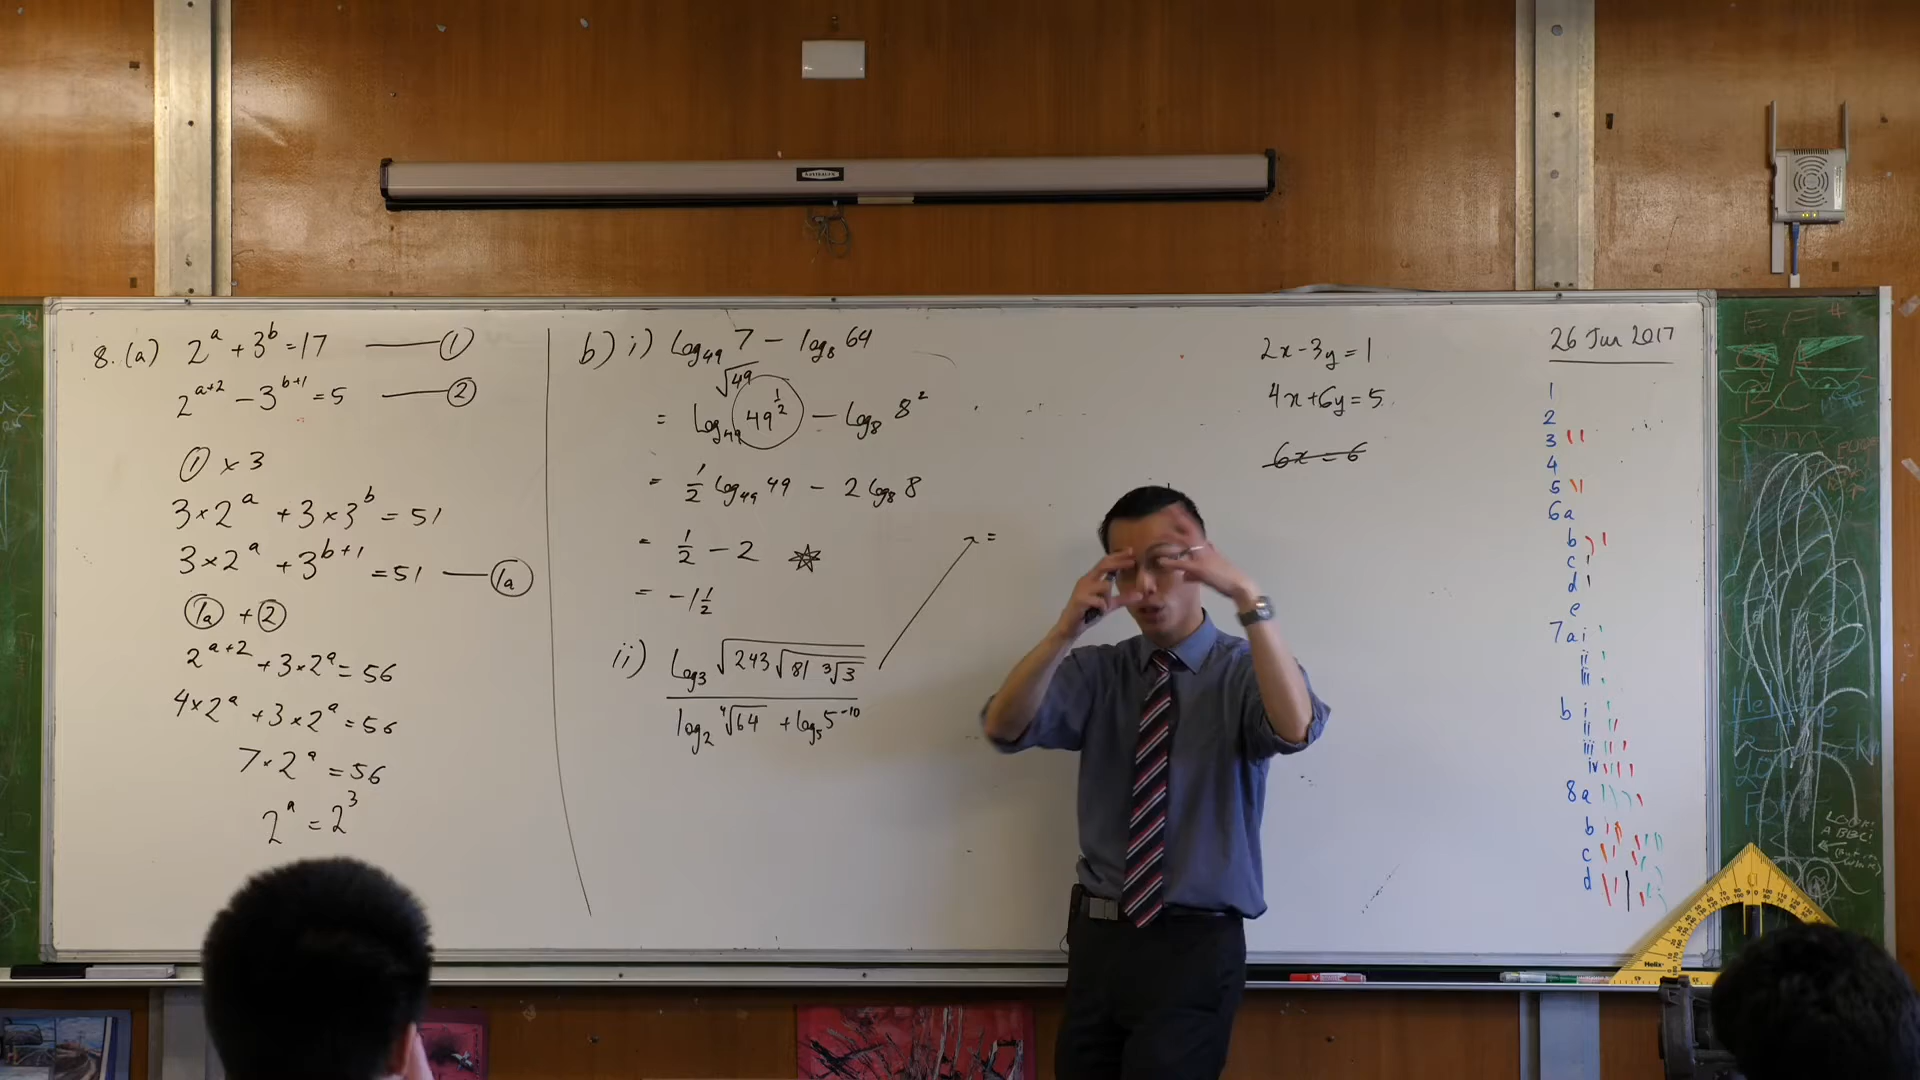 8. (a) 2^a + 3^b = 17 —— ①
2^(a+2) − 3^(b+1) = 5 —— ②
① × 3
3 × 2^a + 3 × 3^b = 51
3 × 2^a + 3^(b+1) = 51 —— (1a)
(1a) + ②
2^(a+2) + 3 × 2^a = 56
4 × 2^a + 3 × 2^a = 56
7 × 2^a = 56
2^a = 2^3
b) i) log₄₉ 7 − log₈ 64
√49
= log₄₉ 49^(1/2) − log₈ 8^2
= 1/2 log₄₉ 49 − 2 log₈ 8
= 1/2 − 2
= −1 1/2
ii) log₃ √(243 √(81 ³√3))
log₂ ⁴√64 + log₅ 5^(−10)
x =
2x − 3y = 1
4x + 6y = 5
6x = 6
26 Jun 2017
1
2
3
4
5
6a
b
c
d
e
7a i
ii
iii
b i
ii
iii
iv
8a
b
c
d
LOOK:
Helix